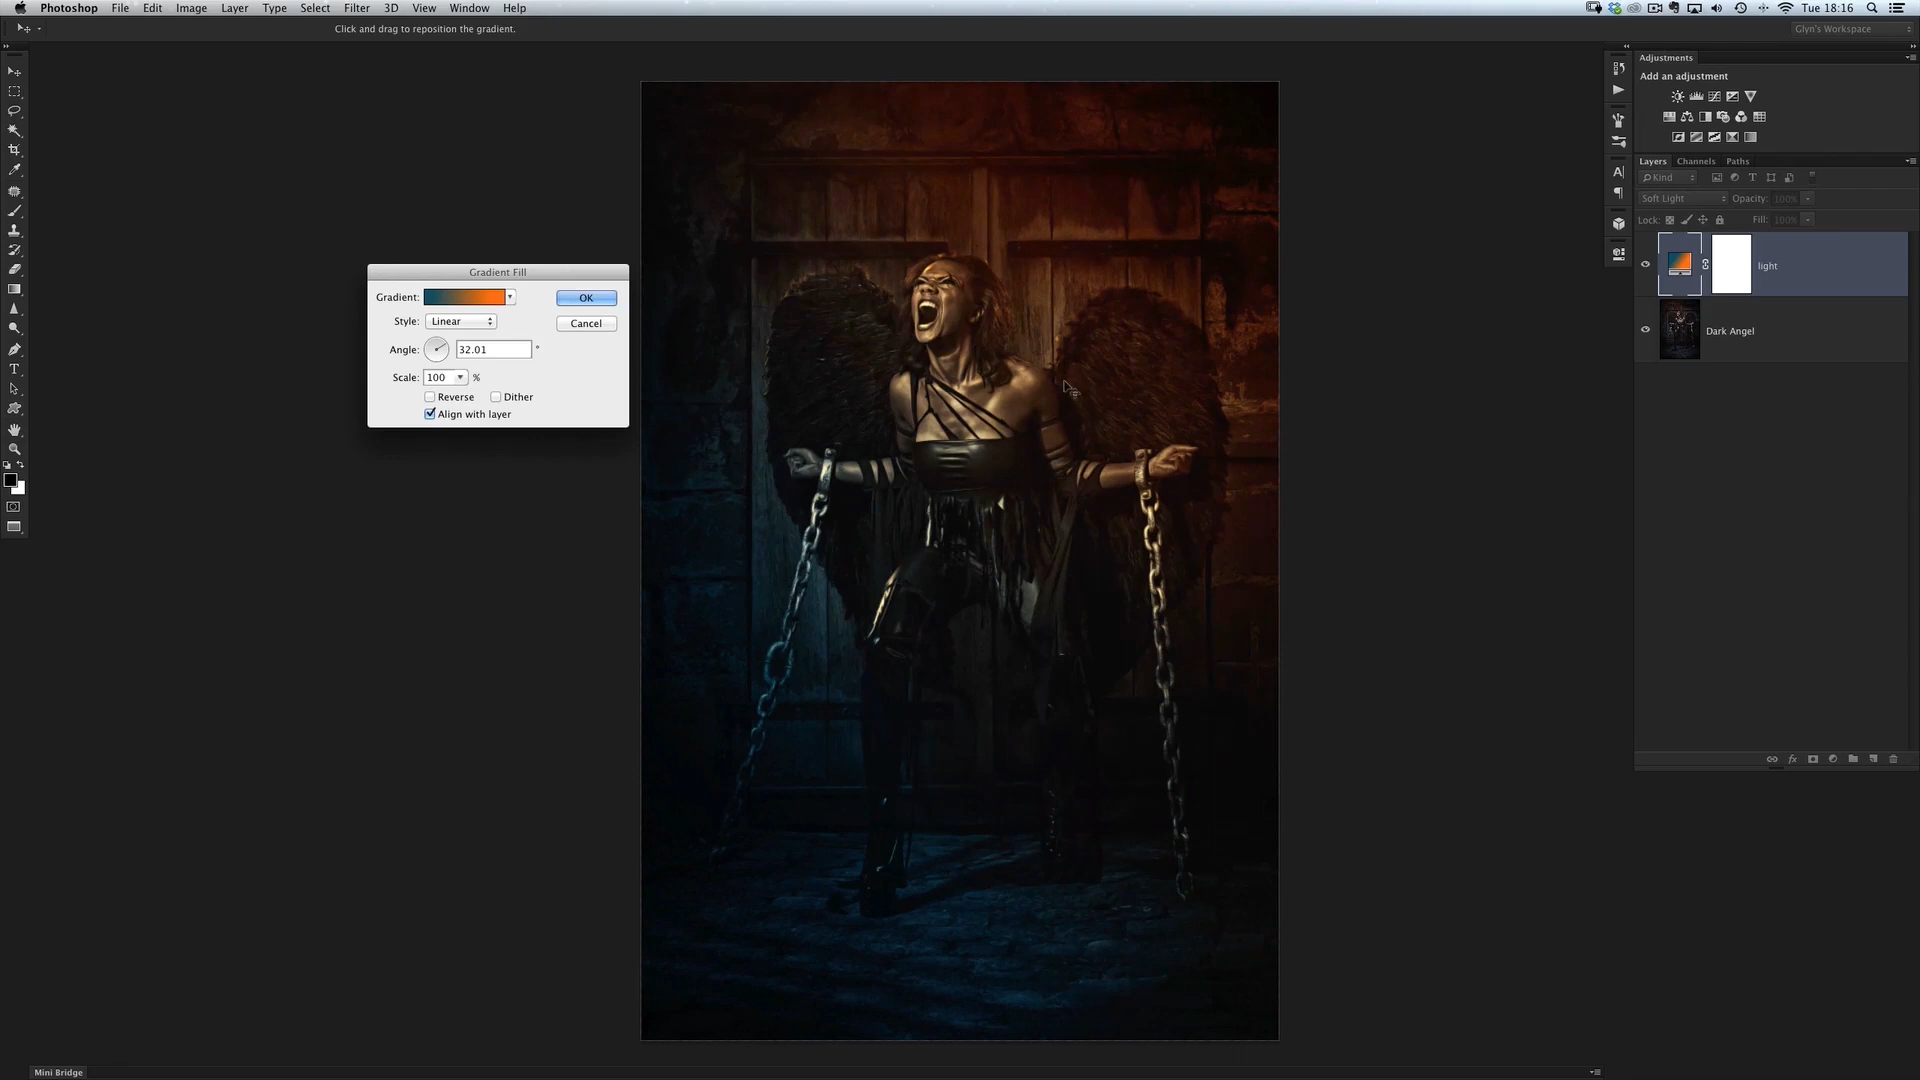 Photoshop File Edit Image Layer Type Select Filter 3D View Window Help Tue 18:16
Click and drag to reposition the gradient. Glyn's Workspace
Adjustments
Add an adjustment
Layers Channels Paths
Kind
Soft Light Opacity: 100%
Lock: Fill: 100%
light
Dark Angel
Gradient Fill
Gradient: OK
Style: Linear Cancel
Angle: 32.01 °
Scale: 100 %
Reverse Dither
Align with layer
Mini Bridge